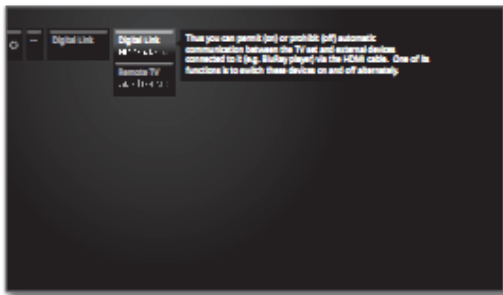 Digital Link
Digital Link
Thus you can permit (on) or prohibit (off) automatic
communication between the TV set and external devices
connected to it (e.g. BluRay player) via the HDMI cable. One of its
functions is to switch these devices on and off alternately.
Remote TV